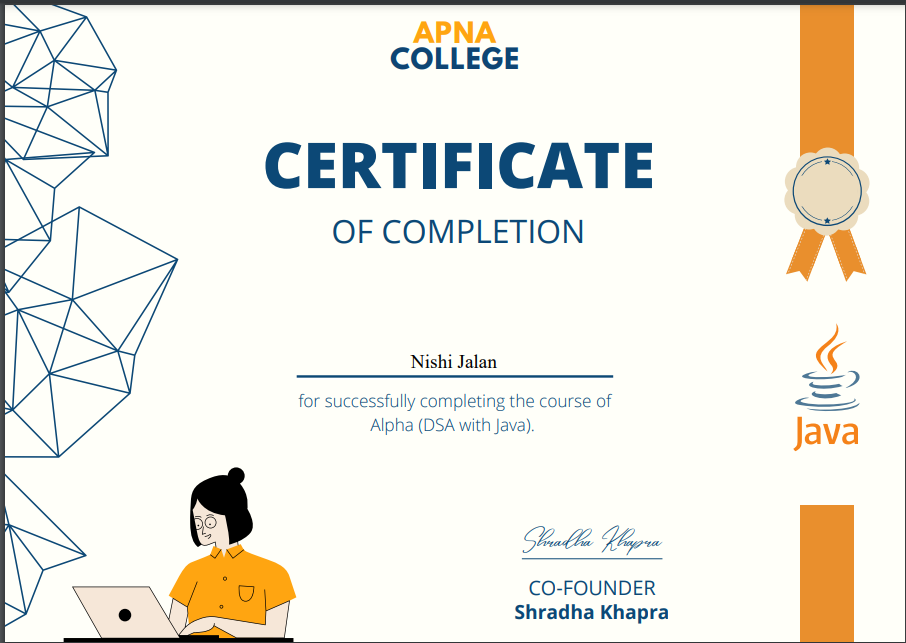 APNA
COLLEGE
CERTIFICATE
OF COMPLETION
Nishi Jalan
for successfully completing the course of
Alpha (DSA with Java).
Java
Shradha Khapra
CO-FOUNDER
Shradha Khapra